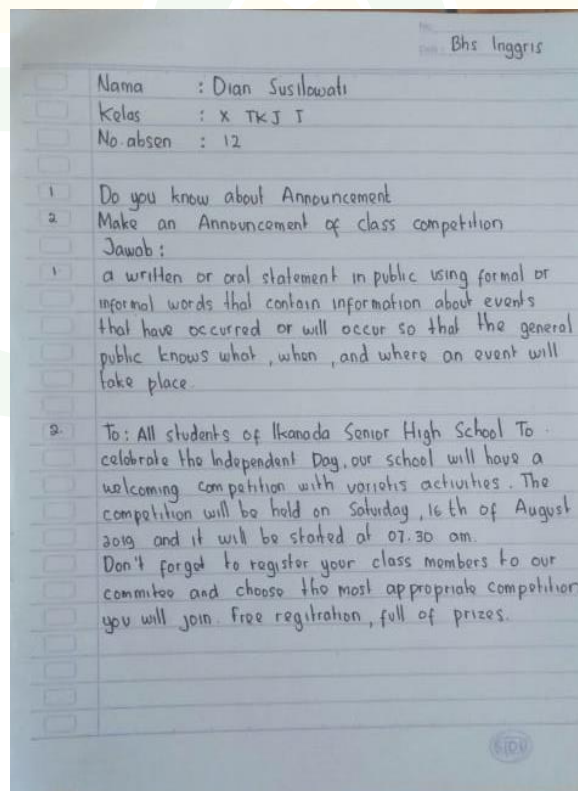 Bhs Inggris
Nama : Dian Susilowati
Kelas : X TKJ I
No. absen : 12
1 Do you know about Announcement
2 Make an Announcement of class competition
Jawab :
1 a written or oral statement in public using formal or
informal words that contain information about events
that have occurred or will occur so that the general
public knows what , when , and where an event will
take place.
2. To : All students of Ikanada Senior High School To .
celebrate the Independent Day, our school will have a
welcoming competition with varietis activities . The
competition will be held on Saturday , 16 th of August
2019 and it will be started at 07.30 am.
Don't forget to register your class members to our
commitee and choose the most appropriate competition
you will join. Free regitration , full of prizes.